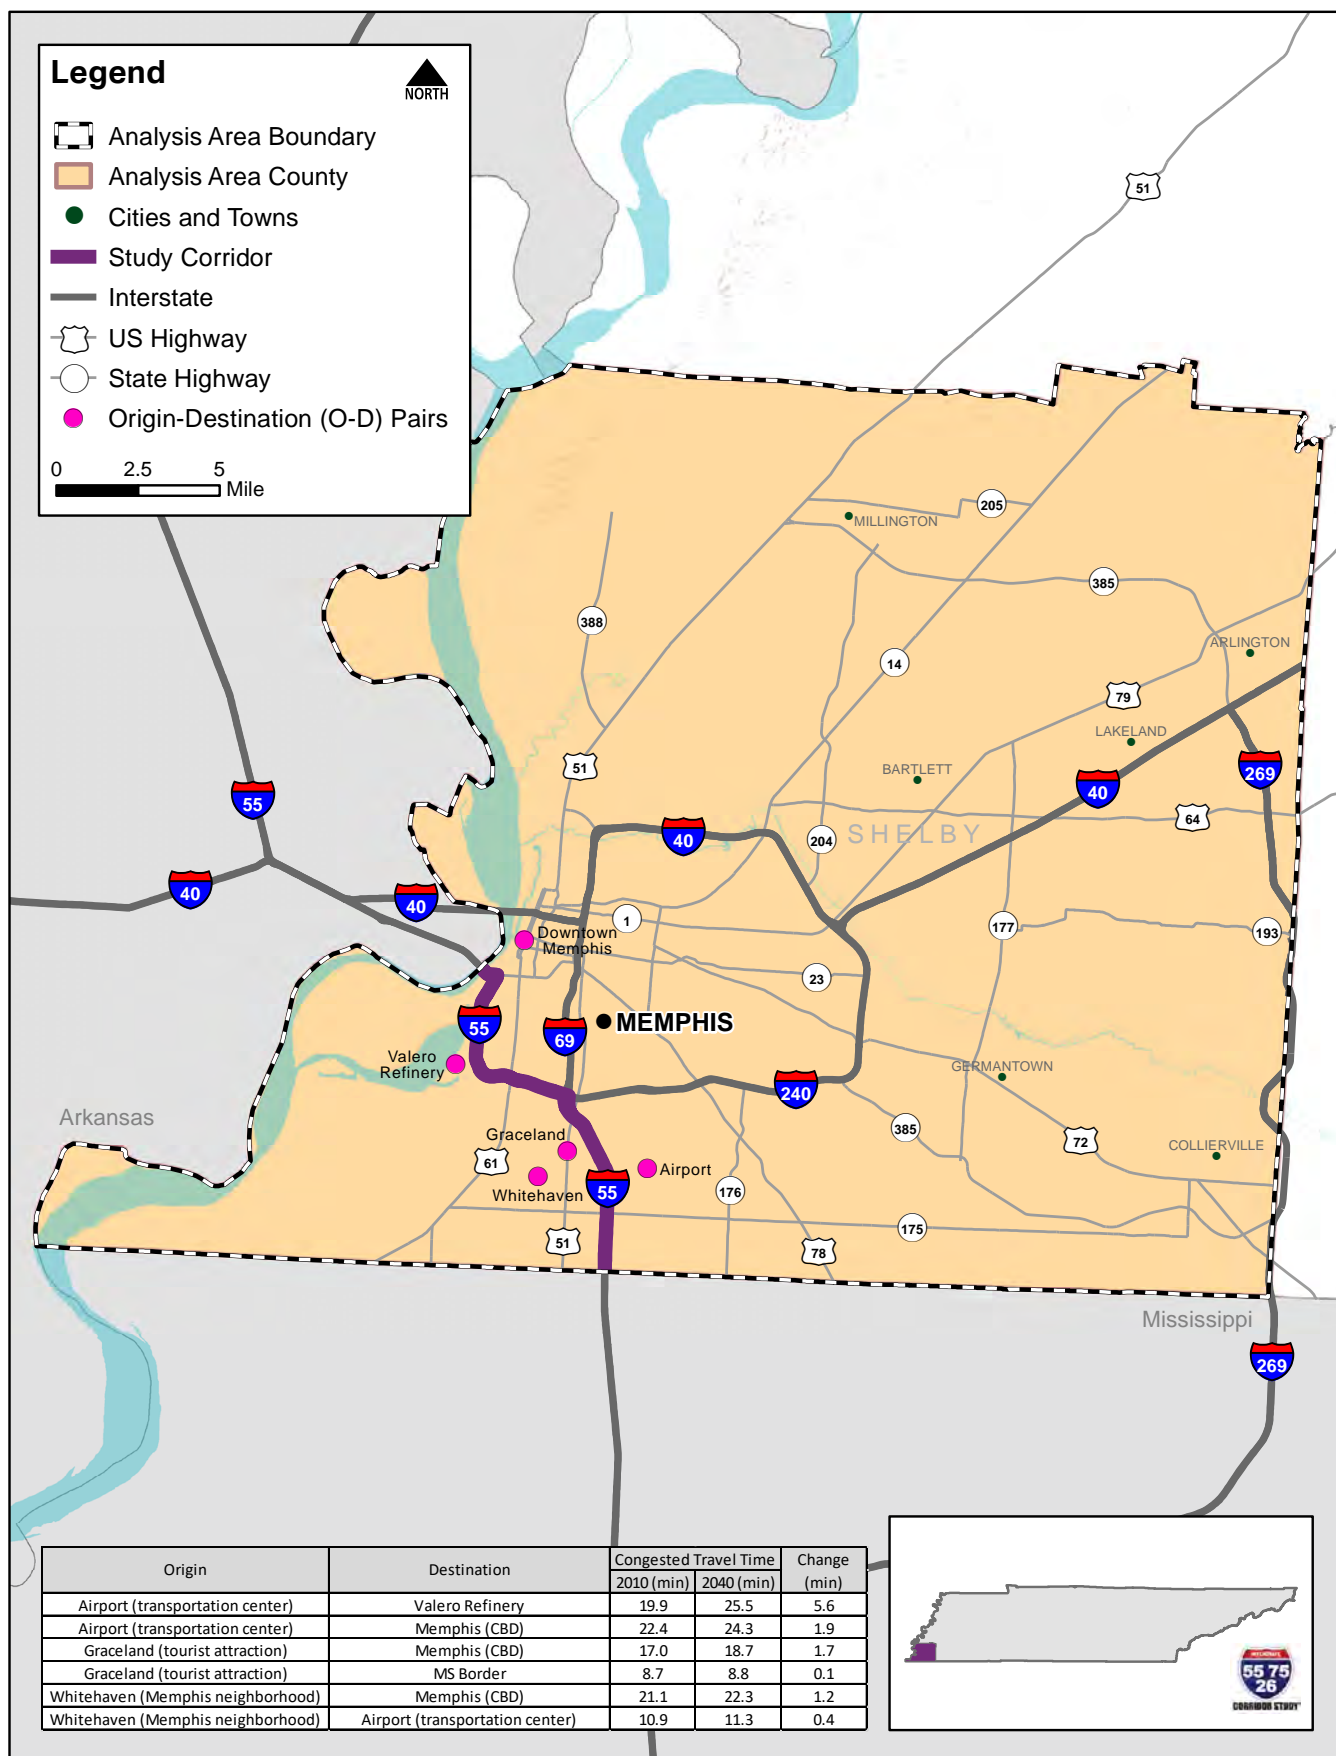 Legend
NORTH
Analysis Area Boundary
Analysis Area County
Cities and Towns
Study Corridor
Interstate
US Highway
State Highway
Origin-Destination (O-D) Pairs
0 2.5 5
Mile
51
205
MILLINGTON
385
388
14
ARLINGTON
79
LAKELAND
51
BARTLETT
269
55
40
64
40
204
SHELBY
40
40
1
177
193
Downtown
Memphis
23
55
69
MEMPHIS
Valero
Refinery
GERMANTOWN
240
Arkansas
385
72
Graceland
COLLIERVILLE
61
Airport
Whitehaven
55
176
51
175
78
Mississippi
269
Origin Destination Congested Travel Time Change
2010 (min) 2040 (min) (min)
Airport (transportation center) Valero Refinery 19.9 25.5 5.6
Airport (transportation center) Memphis (CBD) 22.4 24.3 1.9
Graceland (tourist attraction) Memphis (CBD) 17.0 18.7 1.7
Graceland (tourist attraction) MS Border 8.7 8.8 0.1
Whitehaven (Memphis neighborhood) Memphis (CBD) 21.1 22.3 1.2
Whitehaven (Memphis neighborhood) Airport (transportation center) 10.9 11.3 0.4
55 75
26
CORRIDOR STUDY